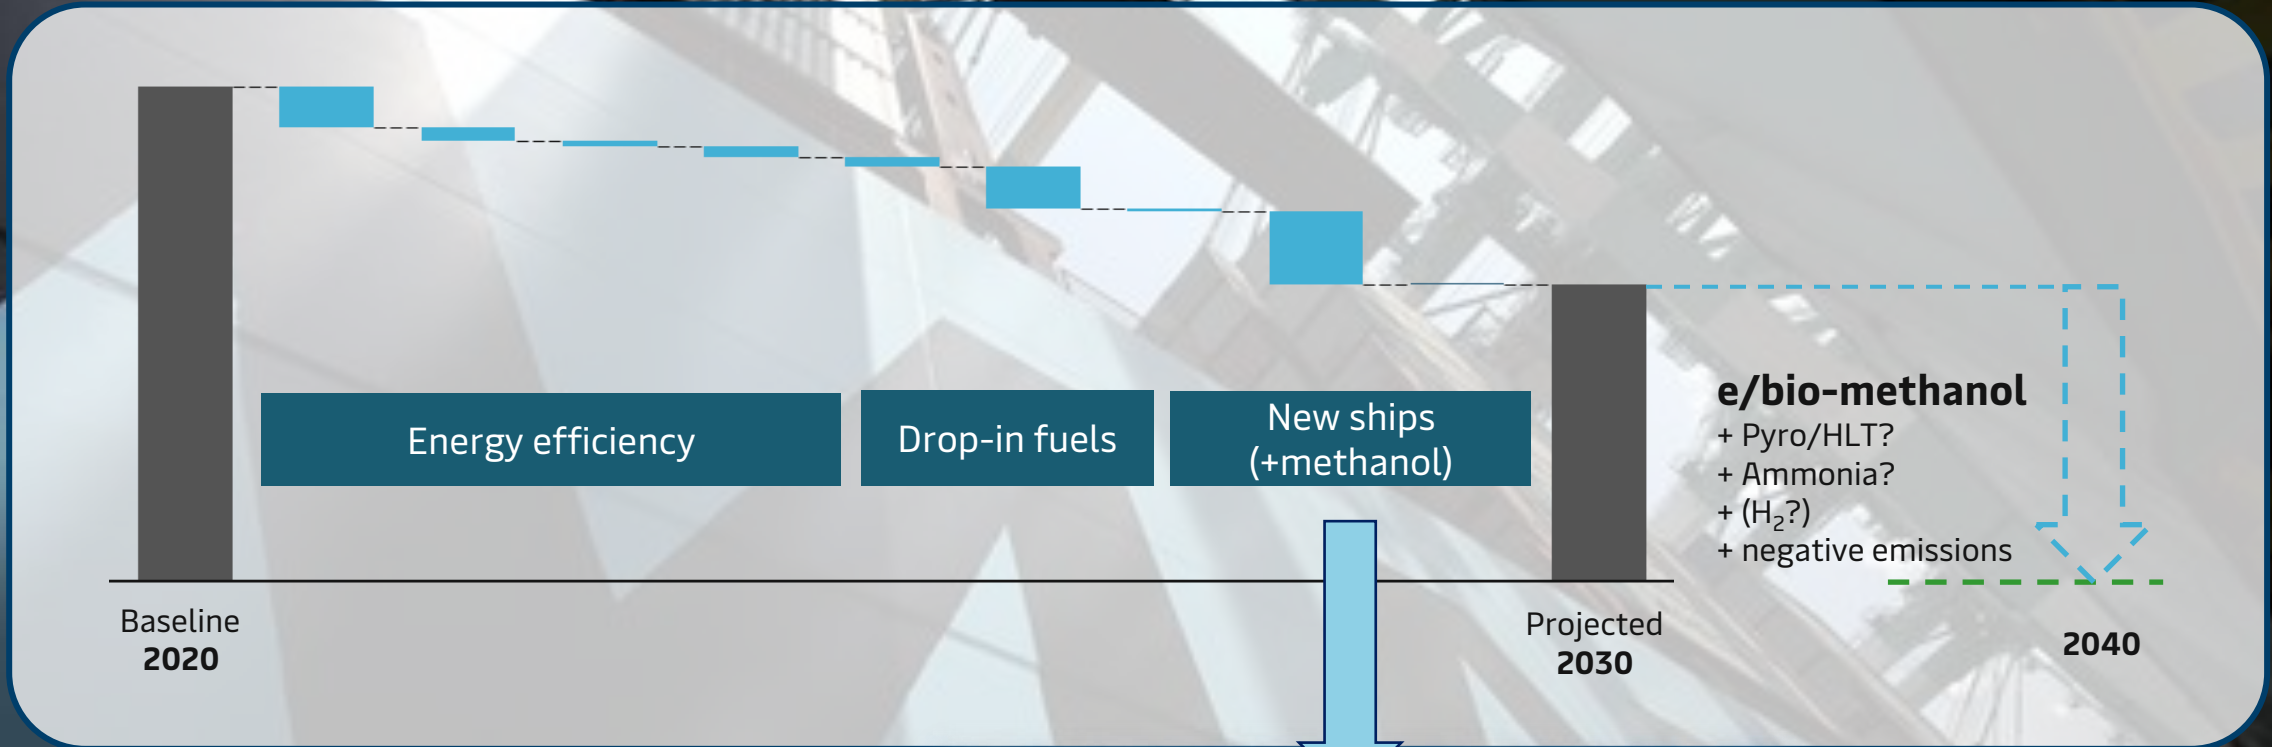 Energy efficiency
Drop-in fuels
New ships
(+methanol)
e/bio-methanol
+ Pyro/HLT?
+ Ammonia?
+ (H₂?)
+ negative emissions
Baseline
2020
Projected
2030
2040